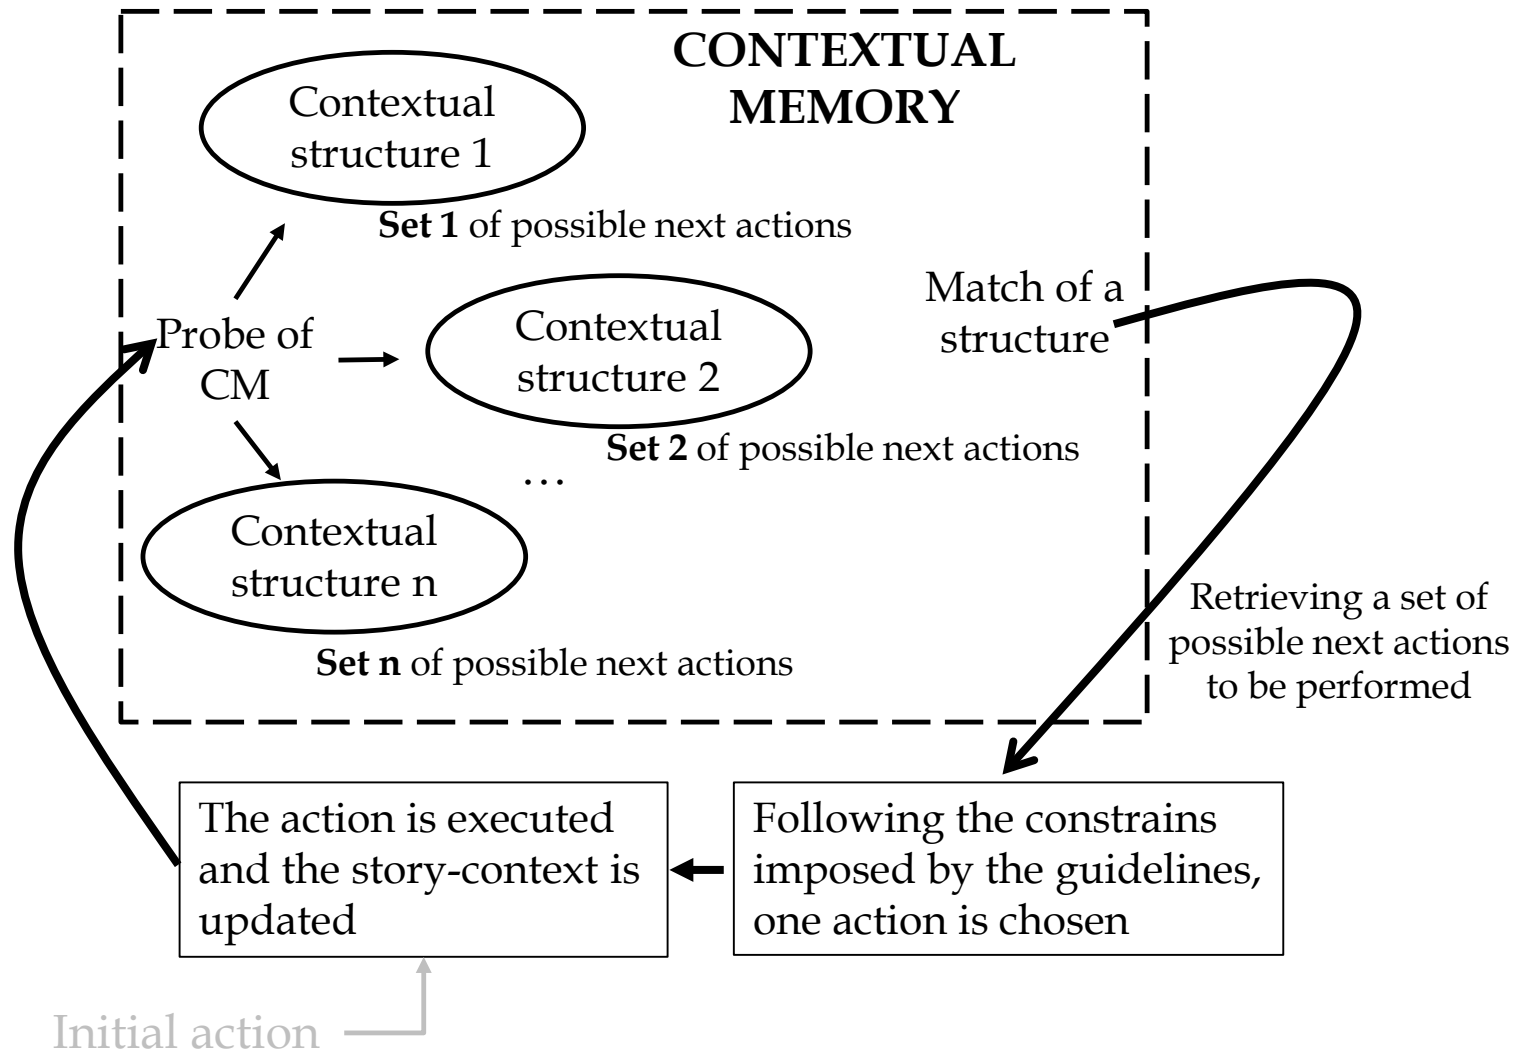 CONTEXTUAL
MEMORY
Contextual
structure 1
Set 1 of possible next actions
Match of a
structure
Probe of
CM
Contextual
structure 2
Set 2 of possible next actions
...
Contextual
structure n
Set n of possible next actions
Retrieving a set of
possible next actions
to be performed
The action is executed
and the story-context is
updated
Following the constrains
imposed by the guidelines,
one action is chosen
Initial action